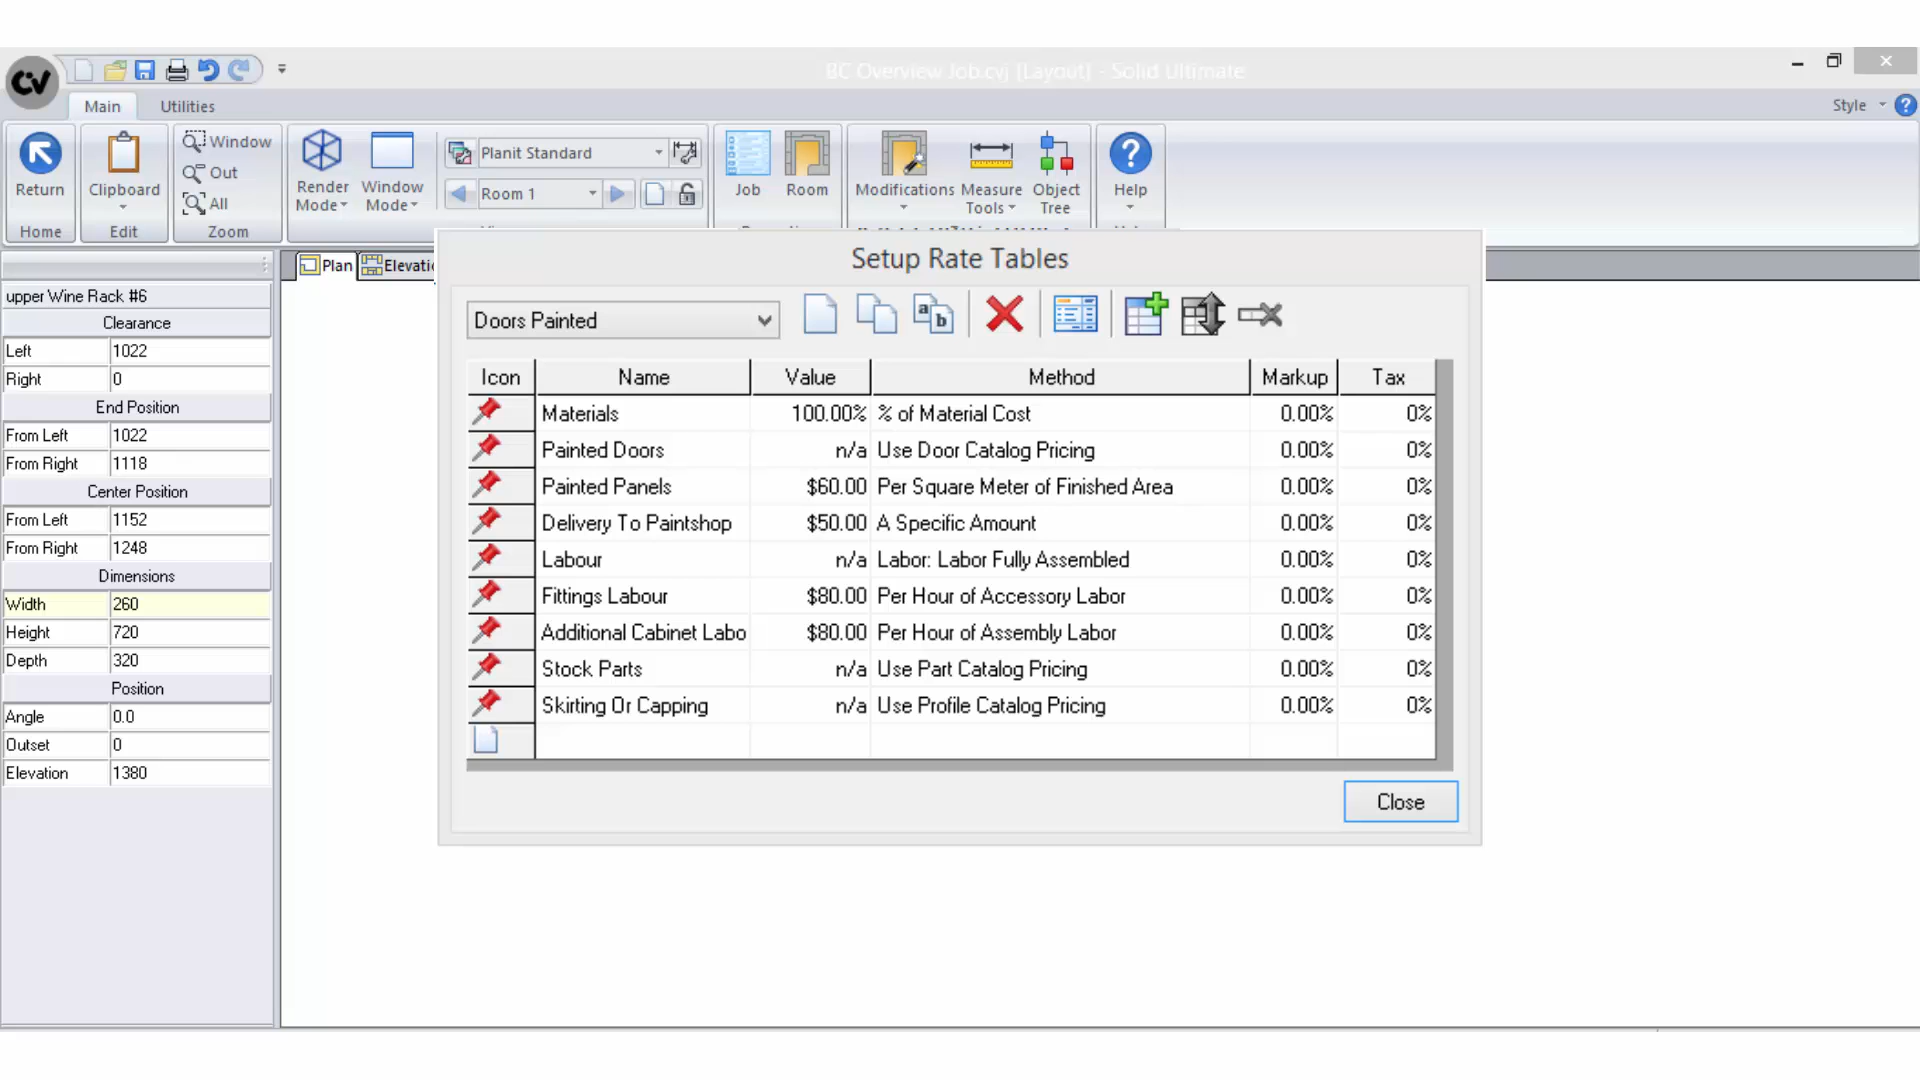 CV
BC Overview Job.cvj [Layout] - Solid Ultimate
Main
Utilities
Style
Return
Home
Clipboard
Edit
Window
Out
All
Zoom
Render
Mode
Window
Mode
Planit Standard
Room 1
Job
Room
Modifications
Measure
Tools
Object
Tree
Help
Plan
Elevatio
upper Wine Rack #6
Clearance
Left 1022
Right 0
End Position
From Left 1022
From Right 1118
Center Position
From Left 1152
From Right 1248
Dimensions
Width 260
Height 720
Depth 320
Position
Angle 0.0
Outset 0
Elevation 1380
Setup Rate Tables
Doors Painted
a b
Icon Name Value Method Markup Tax
Materials 100.00% % of Material Cost 0.00% 0%
Painted Doors n/a Use Door Catalog Pricing 0.00% 0%
Painted Panels $60.00 Per Square Meter of Finished Area 0.00% 0%
Delivery To Paintshop $50.00 A Specific Amount 0.00% 0%
Labour n/a Labor: Labor Fully Assembled 0.00% 0%
Fittings Labour $80.00 Per Hour of Accessory Labor 0.00% 0%
Additional Cabinet Labo $80.00 Per Hour of Assembly Labor 0.00% 0%
Stock Parts n/a Use Part Catalog Pricing 0.00% 0%
Skirting Or Capping n/a Use Profile Catalog Pricing 0.00% 0%
Close